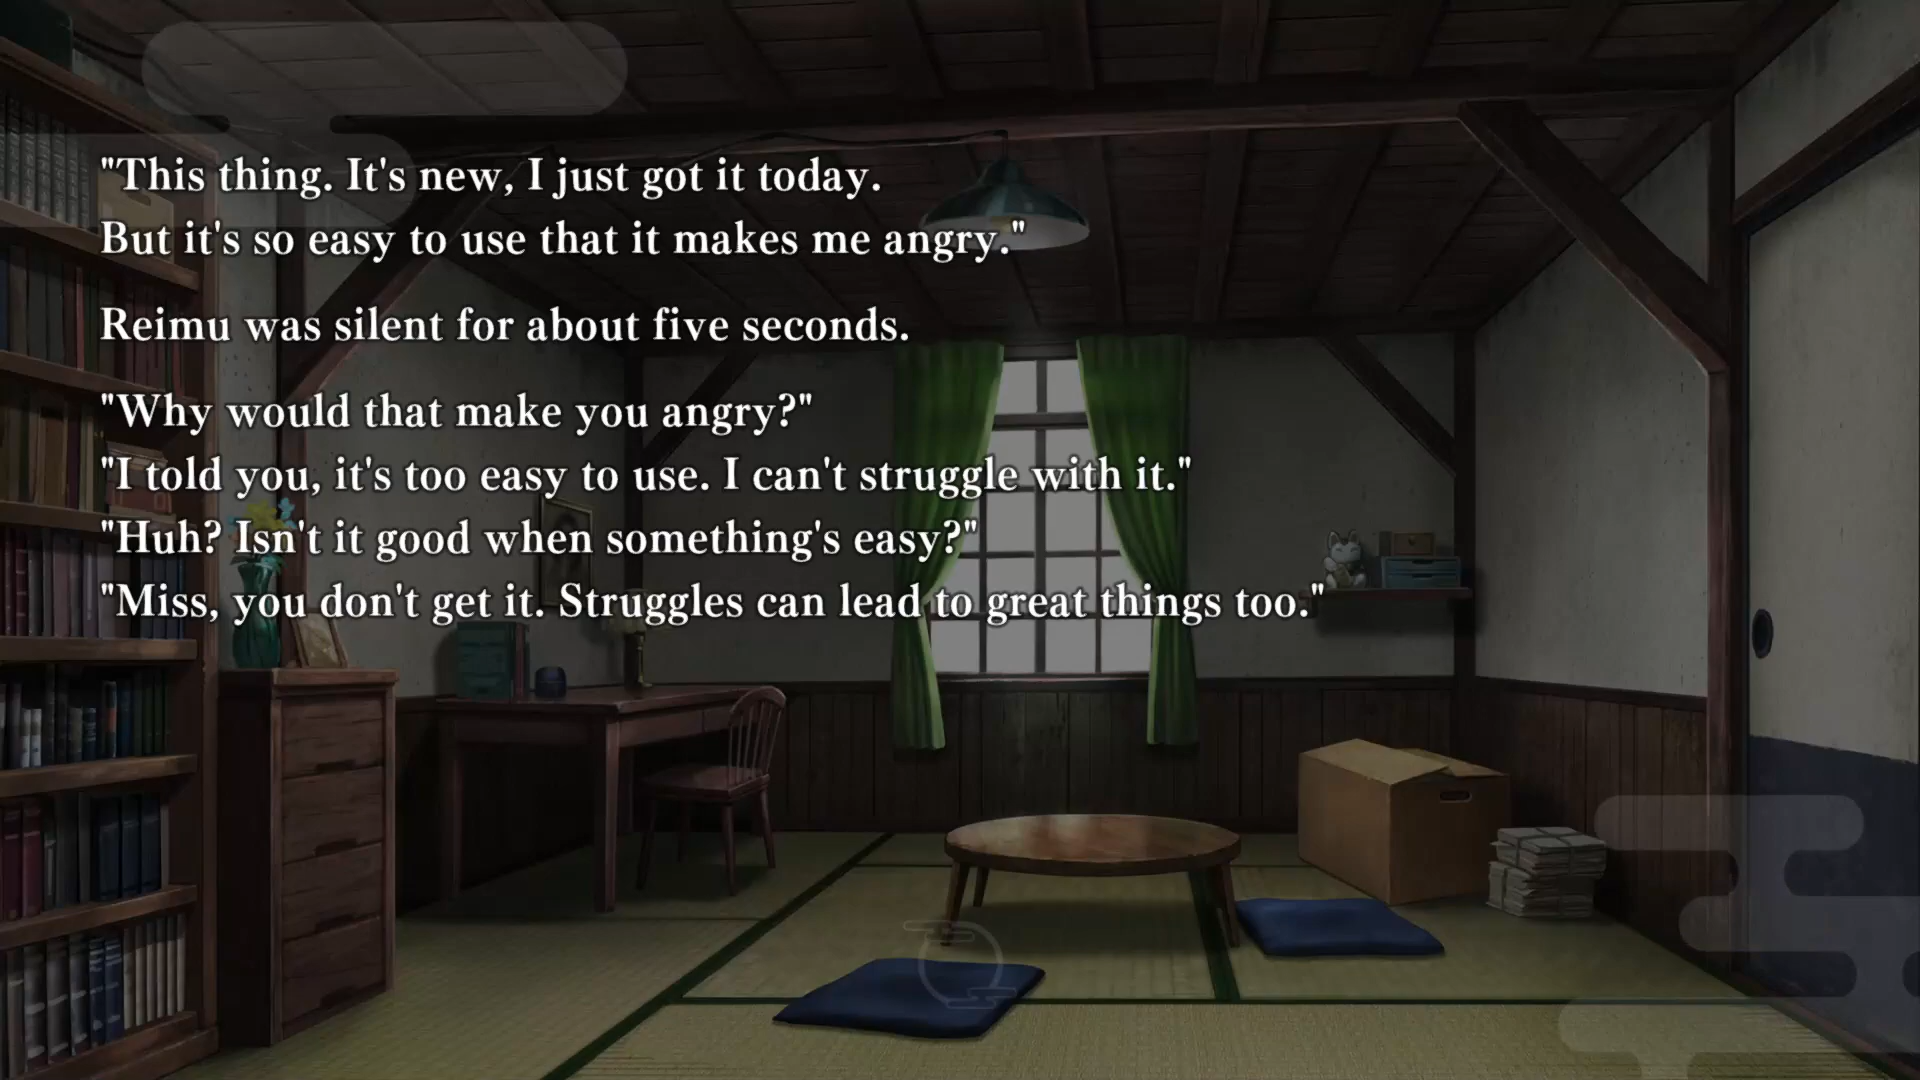 "This thing. It's new, I just got it today.
But it's so easy to use that it makes me angry."
Reimu was silent for about five seconds.
"Why would that make you angry?"
"I told you, it's too easy to use. I can't struggle with it."
"Huh? Isn't it good when something's easy?"
"Miss, you don't get it. Struggles can lead to great things too."